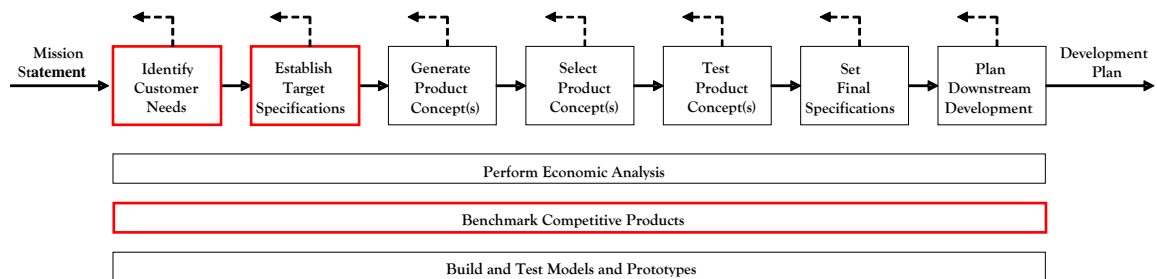 Mission
Statement
Identify
Customer
Needs
Establish
Target
Specifications
Generate
Product
Concept(s)
Select
Product
Concept(s)
Test
Product
Concept(s)
Set
Final
Specifications
Plan
Downstream
Development
Development
Plan
Perform Economic Analysis
Benchmark Competitive Products
Build and Test Models and Prototypes